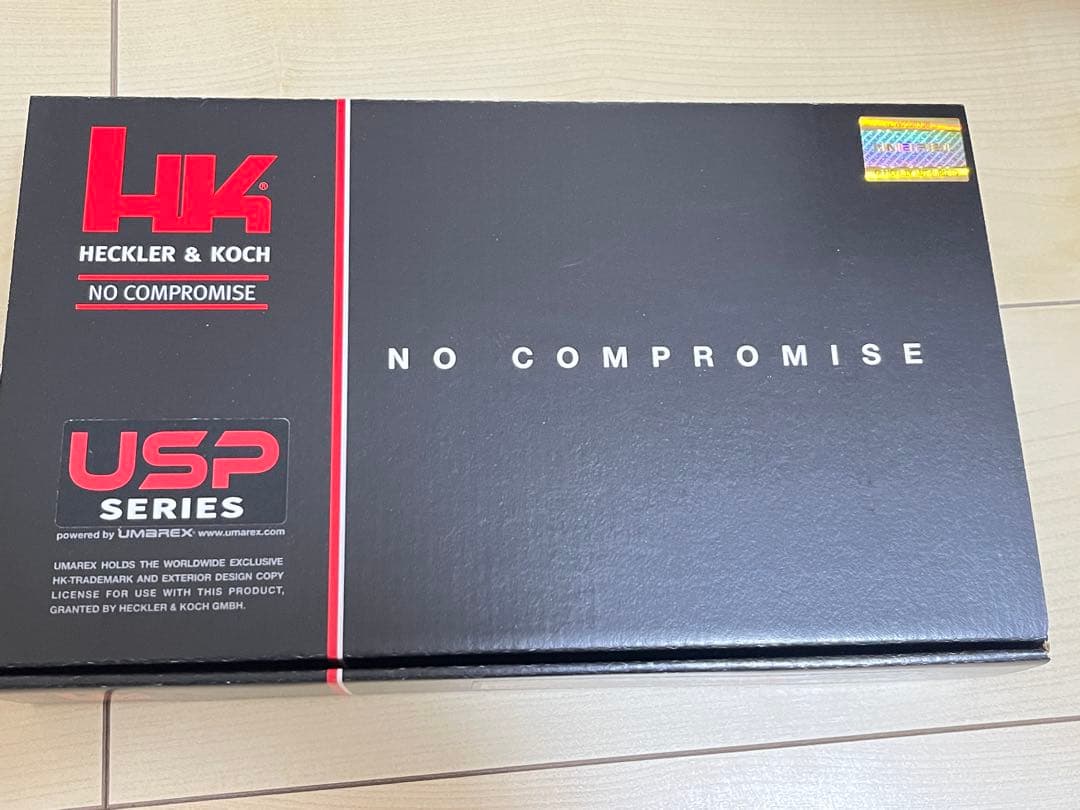 HK®
HECKLER & KOCH
NO COMPROMISE
USP
SERIES
powered by UMAREX® www.umarex.com
UMAREX HOLDS THE WORLDWIDE EXCLUSIVE
HK-TRADEMARK AND EXTERIOR DESIGN COPY
LICENSE FOR USE WITH THIS PRODUCT,
GRANTED BY HECKLER & KOCH GMBH.
NO COMPROMISE